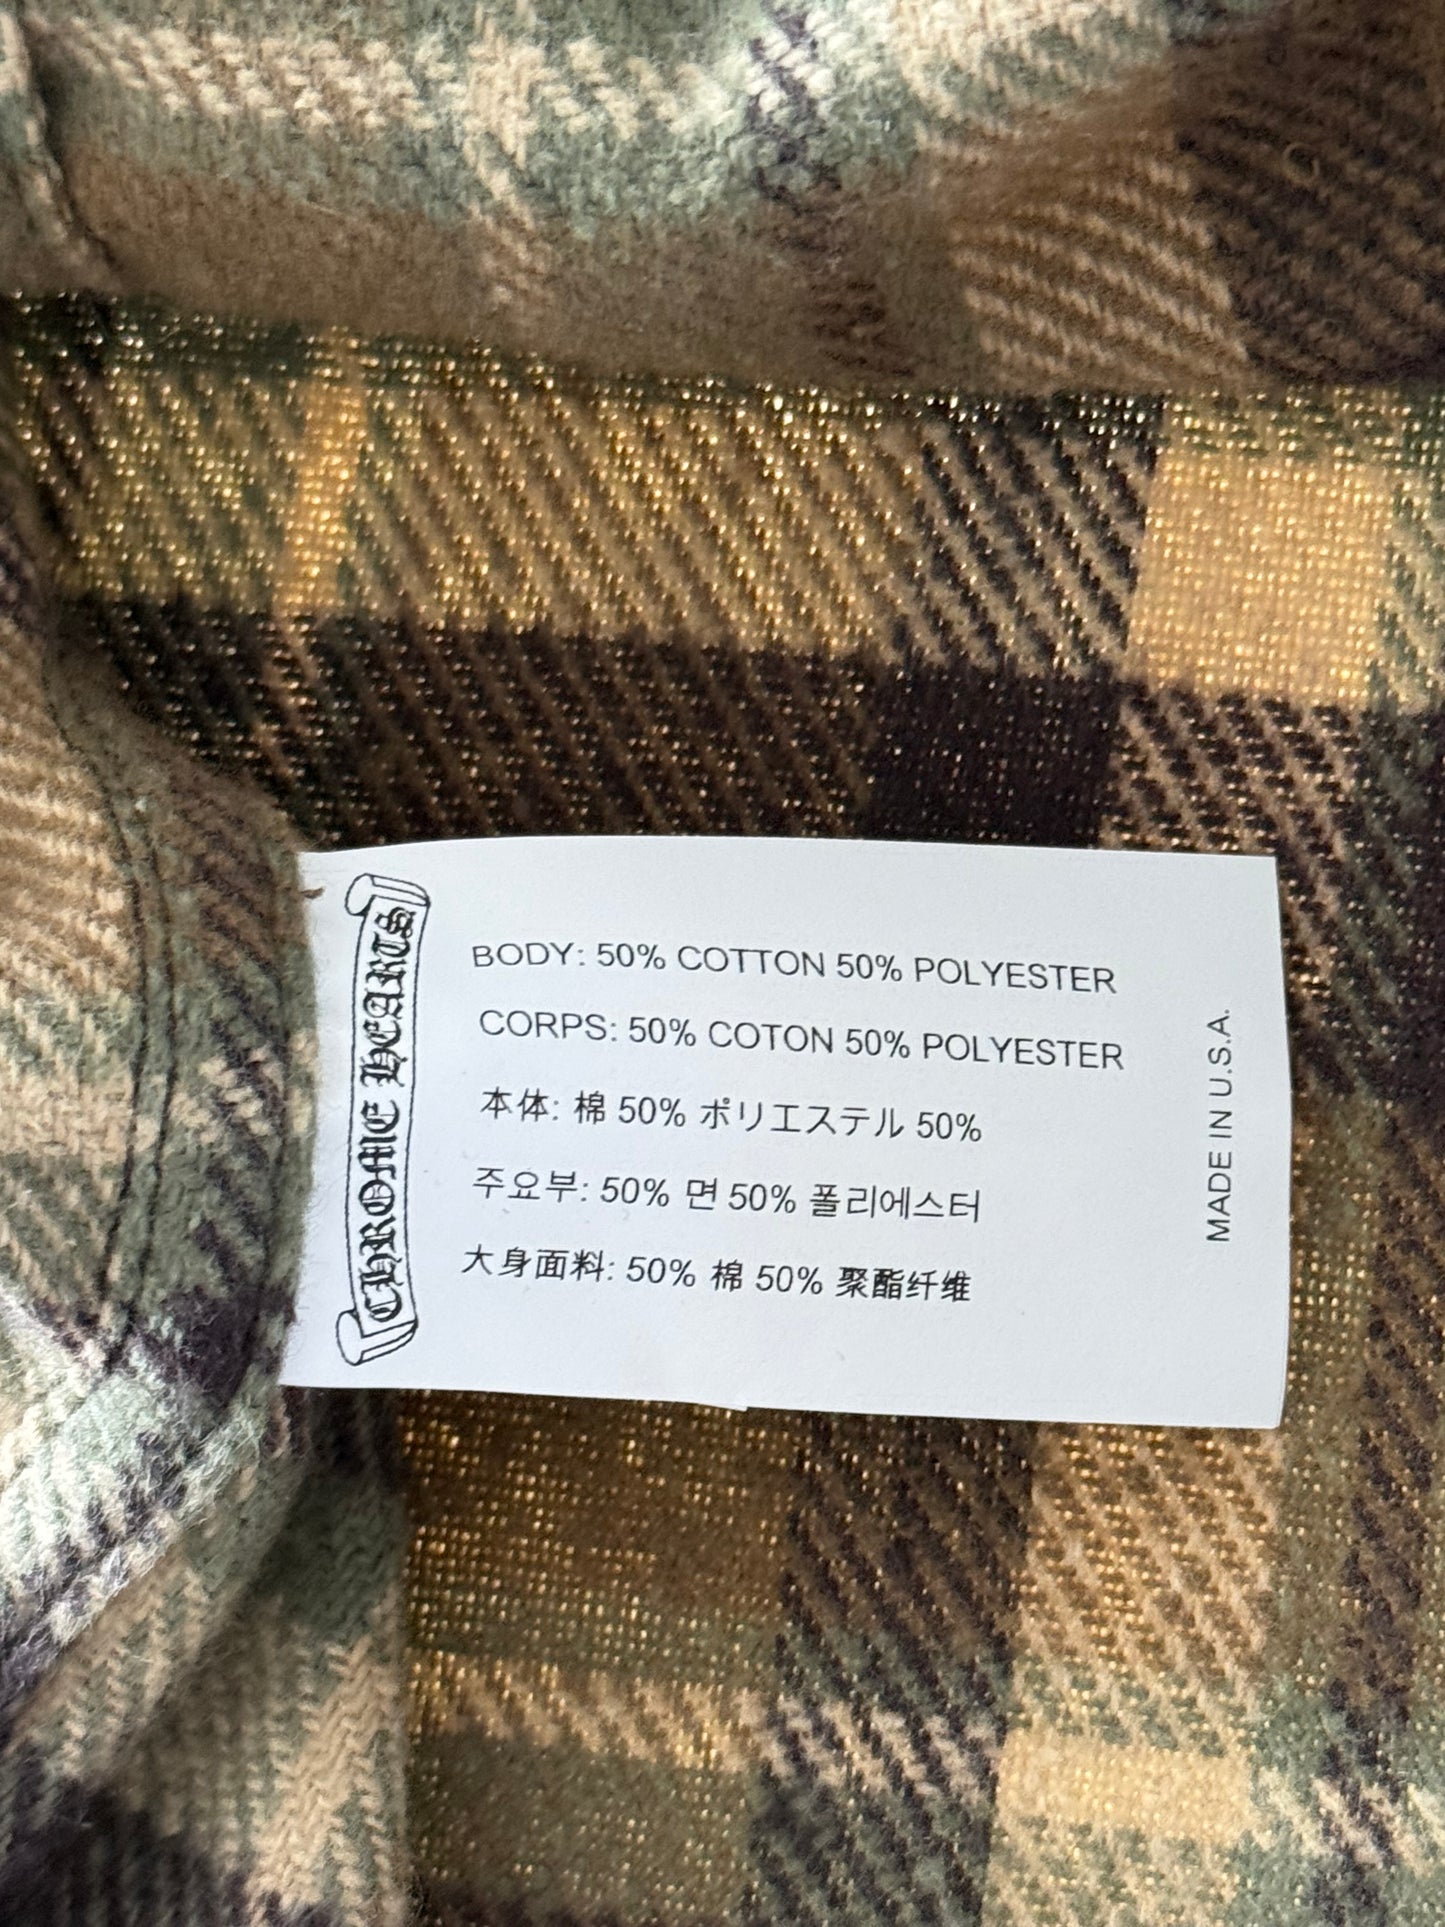 CHROME HEARTS
BODY: 50% COTTON 50% POLYESTER
CORPS: 50% COTON 50% POLYESTER
本体: 棉 50% ポリエステル 50%
주요부: 50% 면 50% 폴리에스터
大身面料: 50% 棉 50% 聚酯纤维
MADE IN U.S.A.